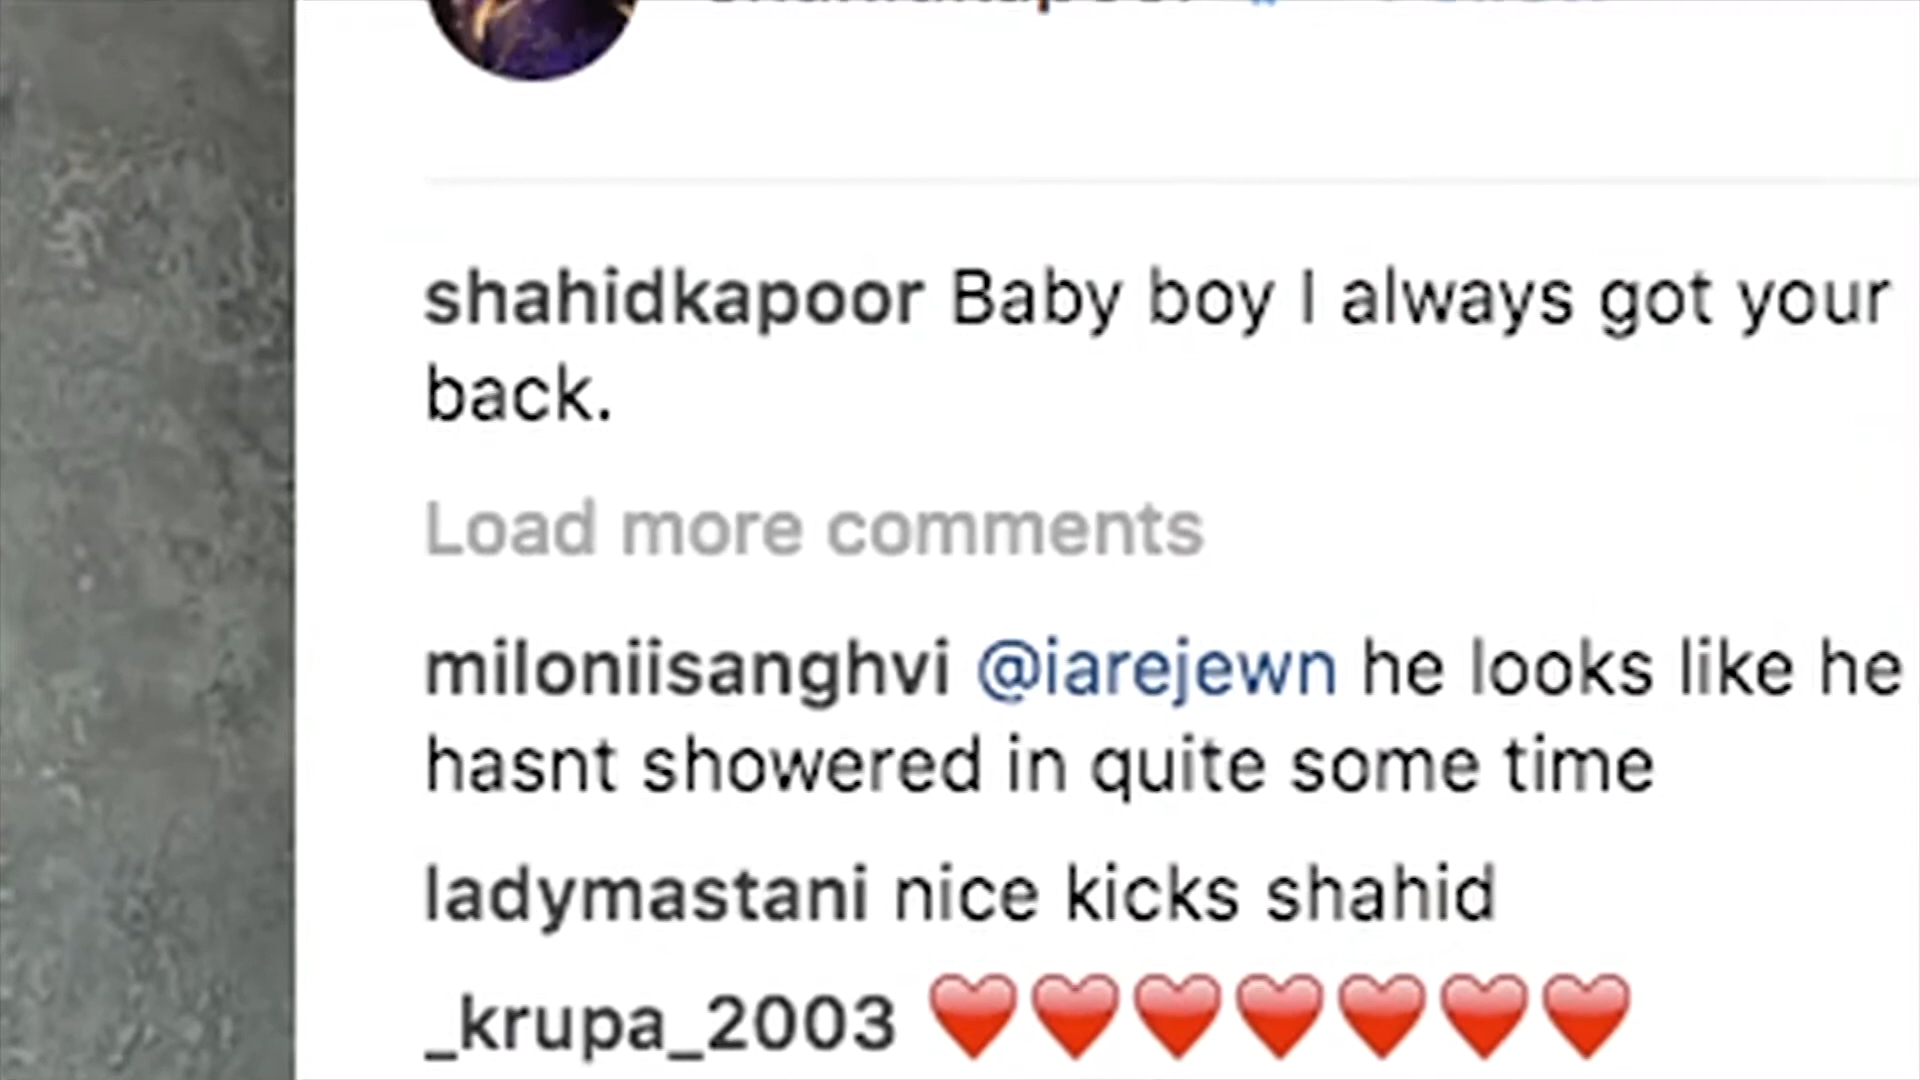 shahidkapoor Baby boy I always got your
back.
Load more comments
miloniisanghvi @iarejewn he looks like he
hasnt showered in quite some time
ladymastani nice kicks shahid
_krupa_2003 ❤️❤️❤️❤️❤️❤️❤️